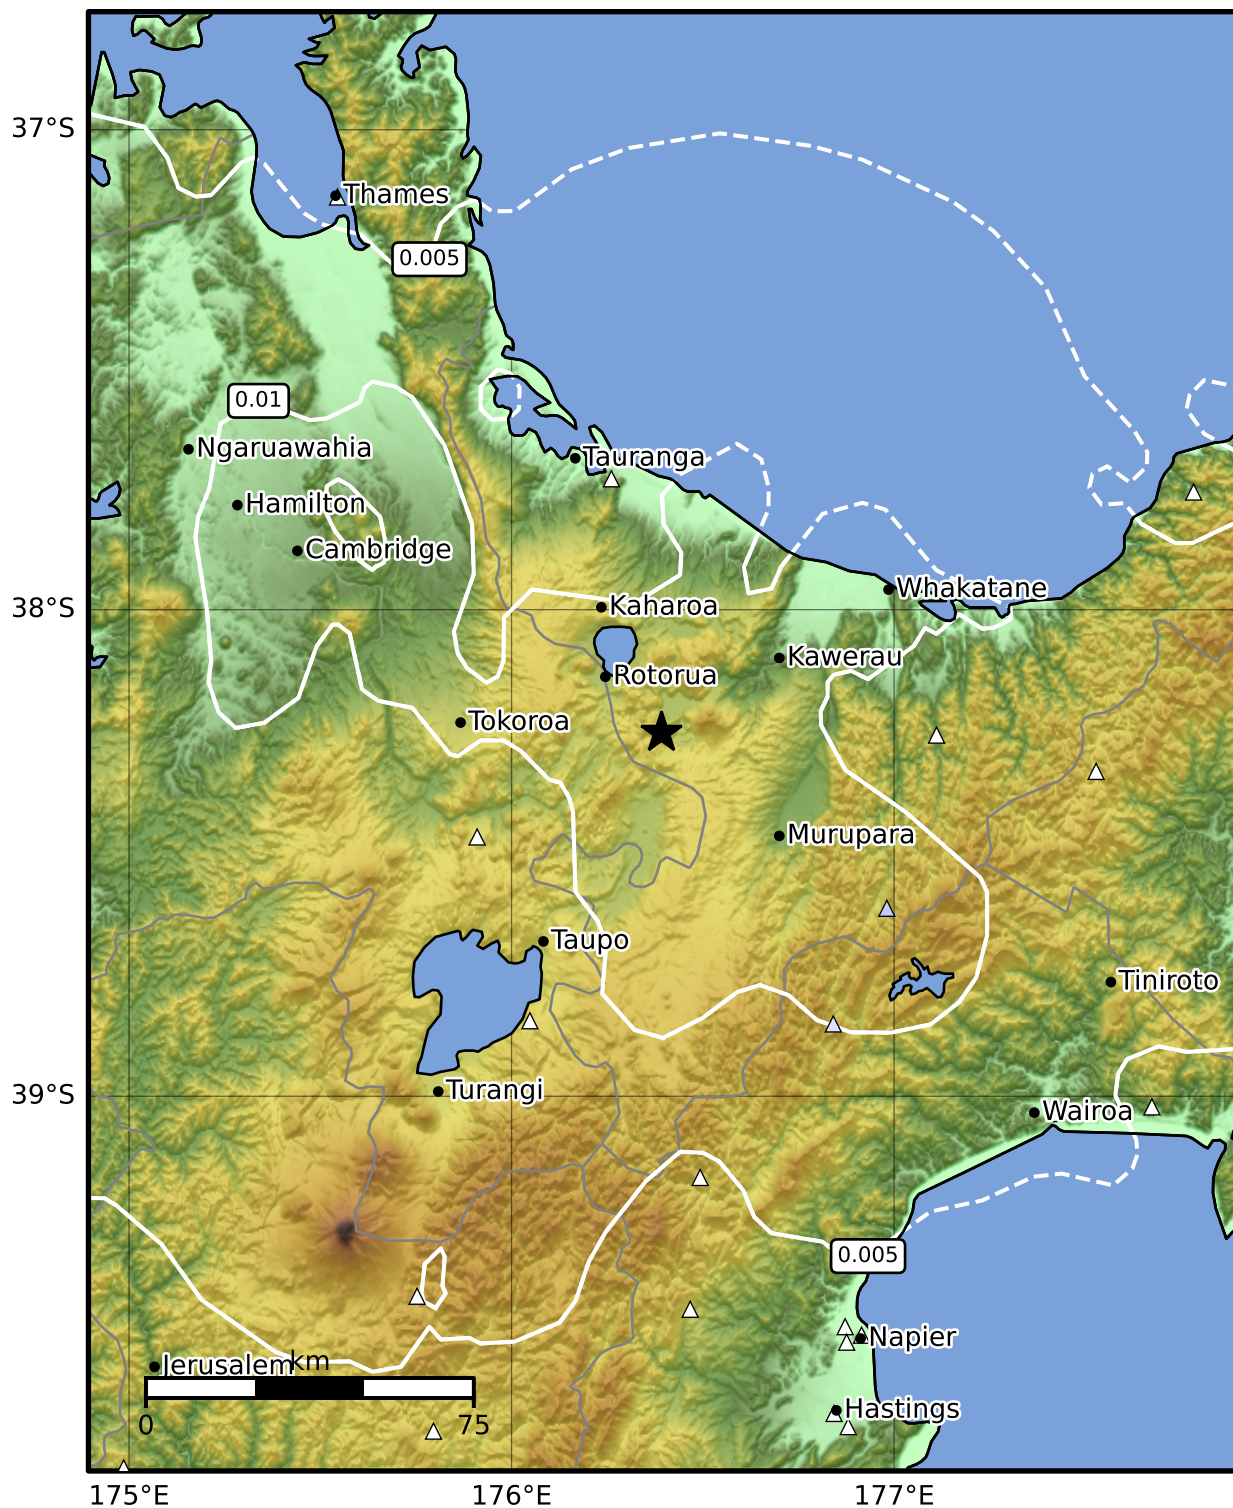 37°S
Thames
0.005
0.01
Ngaruawahia
Tauranga
Hamilton
Cambridge
Whakatane
38°S
Kaharoa
Kawerau
Rotorua
Tokoroa
Murupara
Taupo
Tiniroto
39°S
Turangi
Wairoa
0.005
Napier
Jerusalem
km
Hastings
0
75
175°E
176°E
177°E